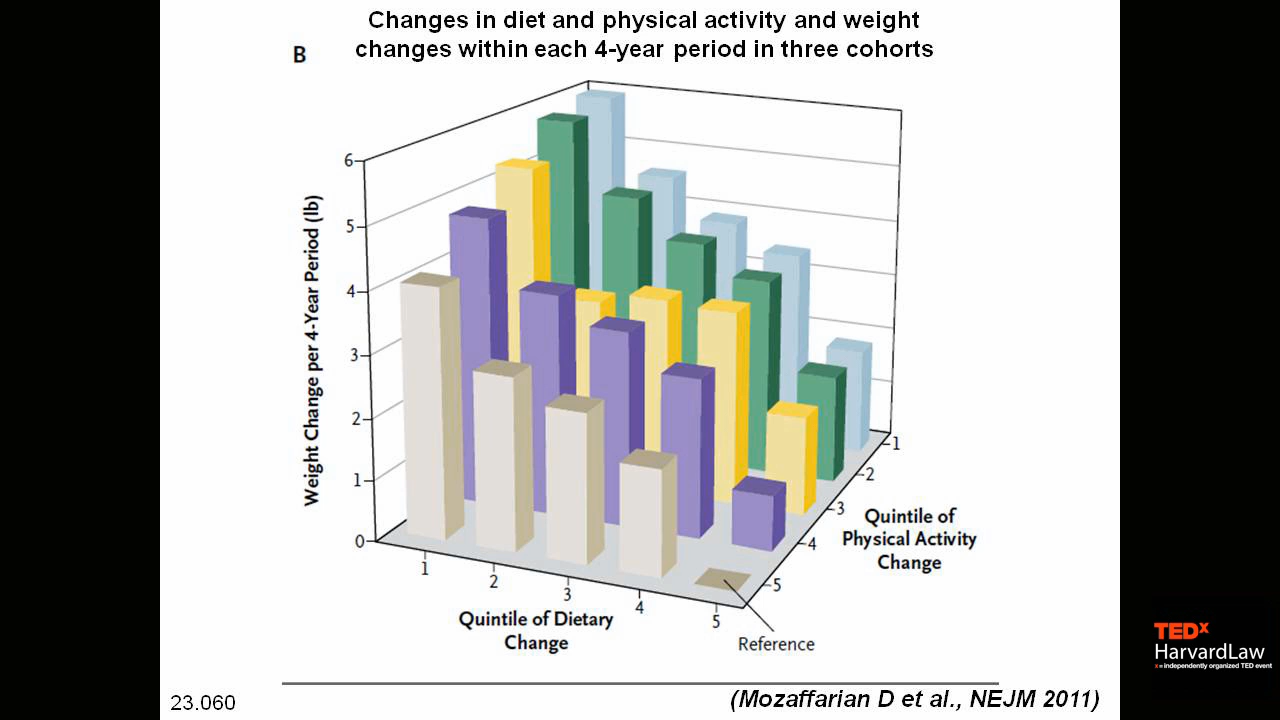 Changes in diet and physical activity and weight
changes within each 4-year period in three cohorts
B
Weight Change per 4-Year Period (lb)
6
5
4
3
2
1
0
1
2
3
4
5
Quintile of Dietary
Change
1
2
3
4
5
Quintile of
Physical Activity
Change
Reference
TEDx
HarvardLaw
x = independently organized TED event
23.060
(Mozaffarian D et al., NEJM 2011)